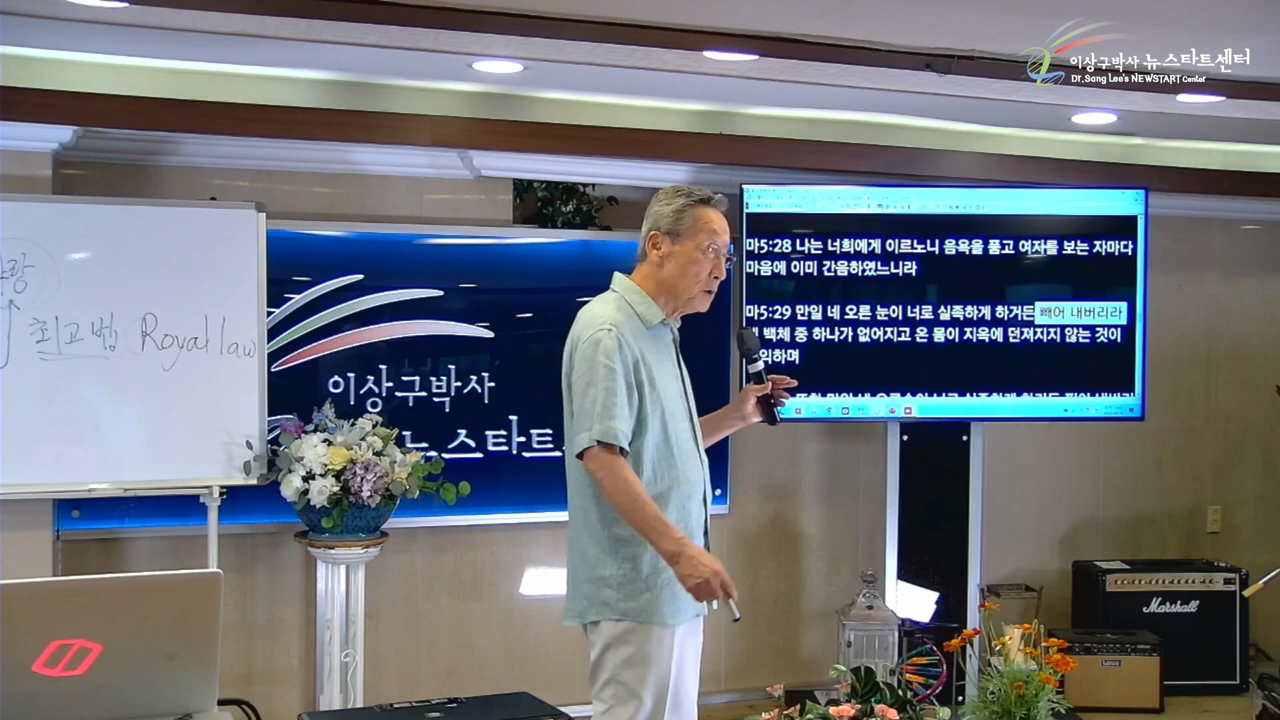 이상구박사 뉴스타트센터
Dr. Sang Lee's NEWSTART Center
최고법 Royal law
이상구박사
뉴스타트
마5:28 나는 너희에게 이르노니 음욕을 품고 여자를 보는 자마다
마음에 이미 간음하였느니라
마5:29 만일 네 오른 눈이 너로 실족하게 하거든 빼어 내버리라
백체 중 하나가 없어지고 온 몸이 지옥에 던져지지 않는 것이
익하며
Marshall
Laney